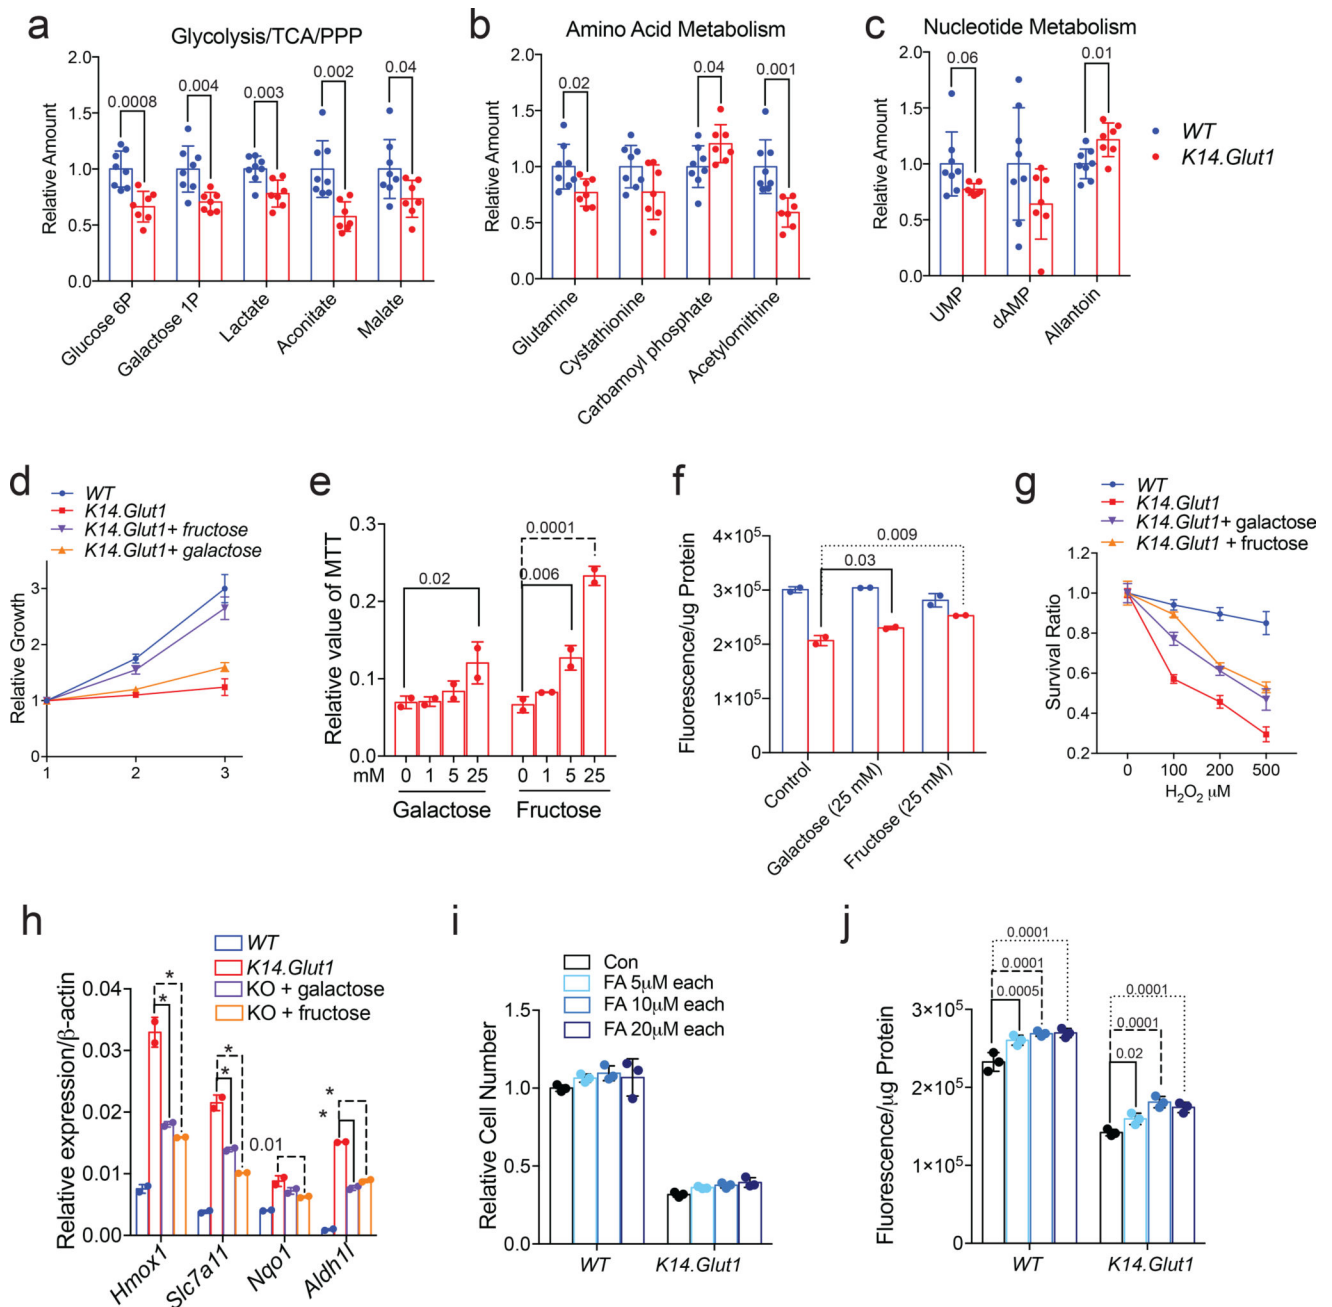 a
Glycolysis/TCA/PPP
Relative Amount
2.0
1.5
1.0
0.5
0.0
0.0008
0.004
0.003
0.002
0.04
Glucose 6P
Galactose 1P
Lactate
Aconitate
Malate
b
Amino Acid Metabolism
Relative Amount
2.0
1.5
1.0
0.5
0.0
0.02
0.04
0.001
Glutamine
Cystathionine
Carbamoyl phosphate
Acetylornithine
c
Nucleotide Metabolism
Relative Amount
2.0
1.5
1.0
0.5
0.0
0.06
0.01
UMP
dAMP
Allantoin
WT
K14.Glut1
d
WT
K14.Glut1
K14.Glut1+ fructose
K14.Glut1+ galactose
Relative Growth
3
2
1
0
1 2 3
e
Relative value of MTT
0.3
0.2
0.1
0.0
0.02
0.0001
0.006
mM 0 1 5 25 0 1 5 25
Galactose Fructose
f
Fluorescence/ug Protein
4×10⁵
3×10⁵
2×10⁵
1×10⁵
0
0.009
0.03
Control
Galactose (25 mM)
Fructose (25 mM)
g
WT
K14.Glut1
K14.Glut1+ galactose
K14.Glut1 + fructose
Survival Ratio
1.2
1.0
0.8
0.6
0.4
0.2
0 100 200 500
H₂O₂ μM
h
WT
K14.Glut1
KO + galactose
KO + fructose
Relative expression/β-actin
0.04
0.03
0.02
0.01
0.00
*
*
*
*
0.01
*
*
Hmox1
Slc7a11
Nqo1
Aldh1l
i
Con
FA 5μM each
FA 10μM each
FA 20μM each
Relative Cell Number
1.5
1.0
0.5
0.0
WT K14.Glut1
j
Fluorescence/μg Protein
3×10⁵
2×10⁵
1×10⁵
0
0.0001
0.0001
0.0005
0.0001
0.0001
0.02
WT K14.Glut1